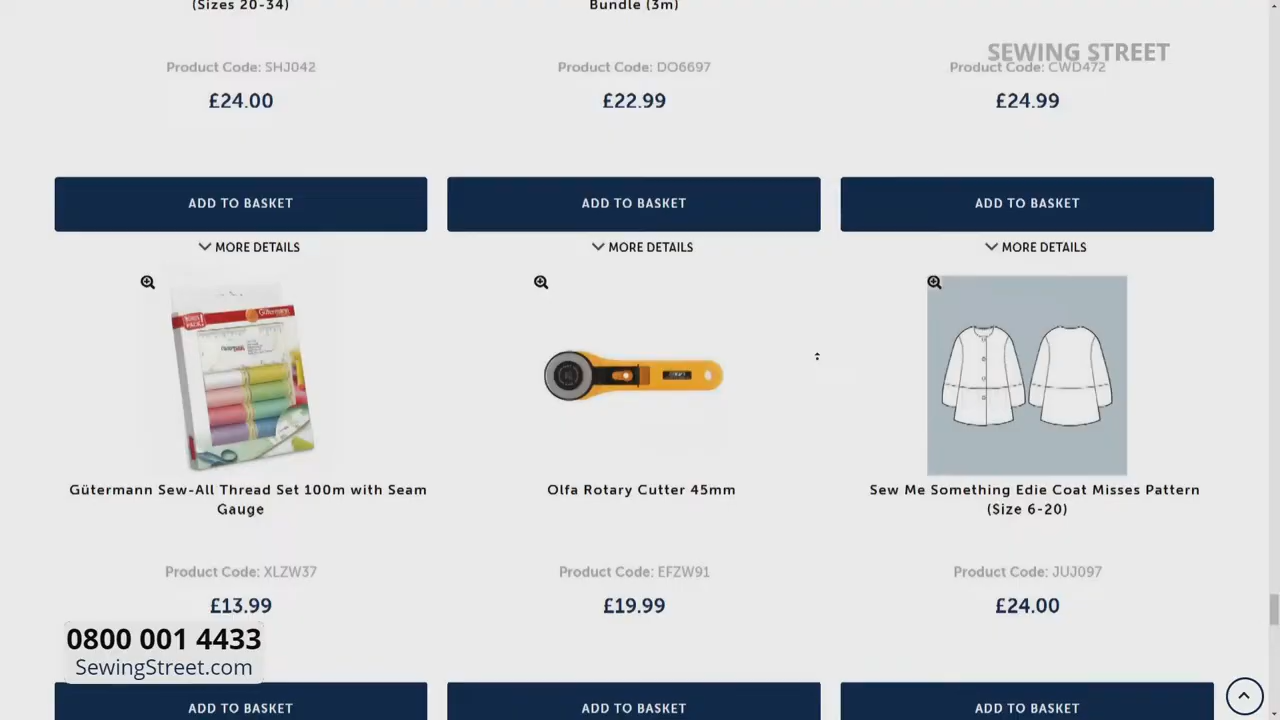 (Sizes 20-34)
Bundle (3m)
SEWING STREET
Product Code: SHJ042
Product Code: DO6697
Product Code: CWD472
£24.00
£22.99
£24.99
ADD TO BASKET
ADD TO BASKET
ADD TO BASKET
MORE DETAILS
MORE DETAILS
MORE DETAILS
Gütermann
Gütermann Sew-All Thread Set 100m with Seam
Gauge
Olfa Rotary Cutter 45mm
Sew Me Something Edie Coat Misses Pattern
(Size 6-20)
Product Code: XLZW37
Product Code: EFZW91
Product Code: JUJ097
£13.99
£19.99
£24.00
0800 001 4433
SewingStreet.com
ADD TO BASKET
ADD TO BASKET
ADD TO BASKET